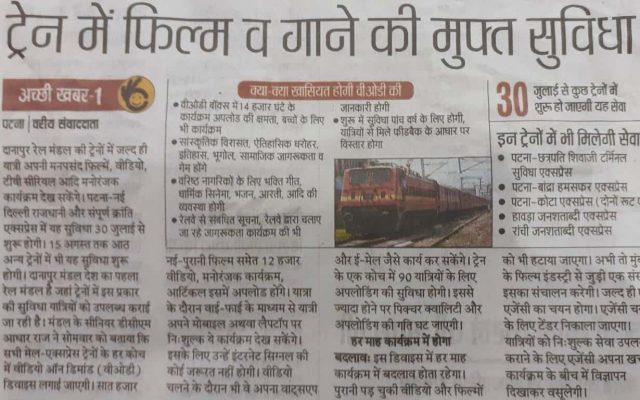 ट्रेन में फिल्म व गाने की मुफ्त सुविधा
अच्छी खबर-1
पटना | वरीय संवाददाता
दानापुर रेल मंडल की ट्रेनों में जल्द ही
यात्री अपनी मनपसंद फिल्में, वीडियो,
टीवी सीरियल आदि मनोरंजक
कार्यक्रम देख सकेंगे। पटना-नई
दिल्ली राजधानी और संपूर्ण क्रांति
एक्सप्रेस में यह सुविधा 30 जुलाई से
शुरू होगी। 15 अगस्त तक आठ
अन्य ट्रेनों में भी यह सुविधा शुरू
होगी। दानापुर मंडल देश का पहला
रेल मंडल है जहां ट्रेनों में इस प्रकार
की सुविधा यात्रियों को उपलब्ध कराई
जा रही है। मंडल के सीनियर डीसीएम
आधार राज ने सोमवार को बताया कि
सभी मेल-एक्सप्रेस ट्रेनों के हर कोच
में वीडियो ऑन डिमांड (वीओडी)
डिवाइस लगाई जाएगी। सात हजार
क्या-क्या खासियत होगी वीओडी की
• वीओडी बॉक्स में 14 हजार घंटे के
कार्यक्रम अपलोड की क्षमता, बच्चों के लिए
भी कार्यक्रम
• सांस्कृतिक विरासत, ऐतिहासिक धरोहर,
इतिहास, भूगोल, सामाजिक जागरूकता व
गेम होंगे
• वरिष्ठ नागरिकों के लिए भक्ति गीत,
धार्मिक सिनेमा, भजन, आरती, आदि की
व्यवस्था होगी
• रेलवे से संबंधित सूचना, रेलवे द्वारा चलाए
जा रहे जागरूकता कार्यक्रम की भी
जानकारी होगी
• शुरू में सुविधा पांच वर्ष के लिए होगी,
यात्रियों से मिले फीडबैक के आधार पर
विस्तार होगा
नई-पुरानी फिल्म समेत 12 हजार
वीडियो, मनोरंजक कार्यक्रम,
आर्टिकल इसमें अपलोड होंगे। यात्रा
के दौरान वाई-फाई के माध्यम से यात्री
अपने मोबाइल अथवा लैपटॉप पर
निःशुल्क ये कार्यक्रम देख सकेंगे।
इसके लिए उन्हें इंटरनेट सिगनल की
कोई जरूरत नहीं होगी। वीडियो
चलने के दौरान भी वे अपना वाट्सएप
और ई-मेल जैसे कार्य कर सकेंगे। ट्रेन
के एक कोच में 90 यात्रियों के लिए
अपलोडिंग की सुविधा होगी। इससे
ज्यादा होने पर पिक्चर क्वालिटी और
अपलोडिंग की गति घट जाएगी।
हर माह कार्यक्रम में होगा
बदलाव: इस डिवाइस में हर माह
कार्यक्रम में बदलाव होता रहेगा।
पुरानी पड़ चुकी वीडियो और फिल्मों
30 जुलाई से कुछ ट्रेनों में
शुरू हो जाएगी यह सेवा
इन ट्रेनों में भी मिलेगी सेवा
• पटना-छत्रपति शिवाजी टर्मिनल
सुविधा एक्सप्रेस
• पटना-बांद्रा हमसफर एक्सप्रेस
• पटना-कोटा एक्सप्रेस (दोनों रूट
• हावड़ा जनशताब्दी एक्सप्रेस
• रांची जनशताब्दी एक्सप्रेस
को भी हटाया जाएगा। अभी तो
के फिल्म इंडस्ट्री से जुड़ी एक संस्
इसका संचालन करेगी। जल्द ही
एजेंसी का चयन होगा। एजेंसी
के लिए टेंडर निकाला जाएगा।
यात्रियों को निःशुल्क सेवा उपल
कराने के लिए एजेंसी अपना खर्च
कार्यक्रम के बीच में विज्ञापन
दिखाकर वसूलेगी।